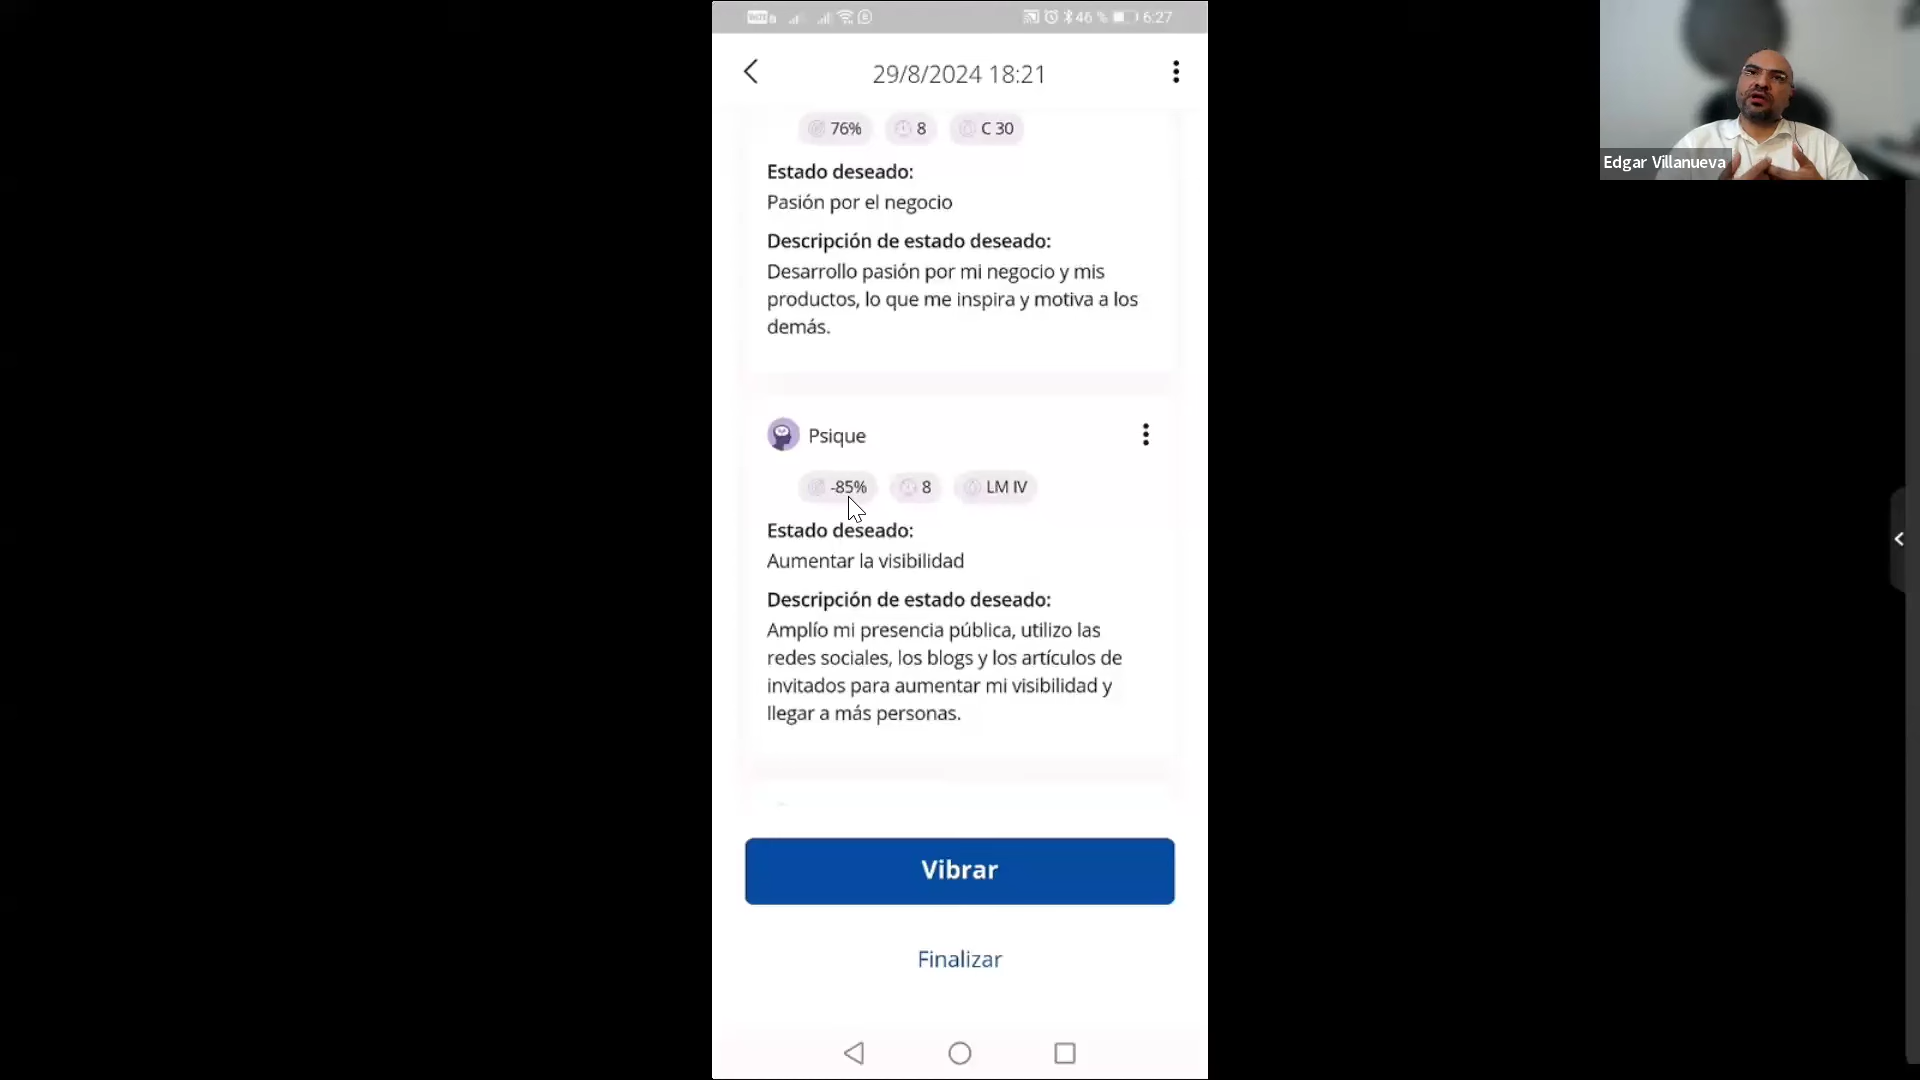 46 % 6:27
29/8/2024 18:21
76% 8 C 30
Estado deseado:
Pasión por el negocio
Descripción de estado deseado:
Desarrollo pasión por mi negocio y mis
productos, lo que me inspira y motiva a los
demás.
Psique
-85% 8 LM IV
Estado deseado:
Aumentar la visibilidad
Descripción de estado deseado:
Amplío mi presencia pública, utilizo las
redes sociales, los blogs y los artículos de
invitados para aumentar mi visibilidad y
llegar a más personas.
Vibrar
Finalizar
Edgar Villanueva